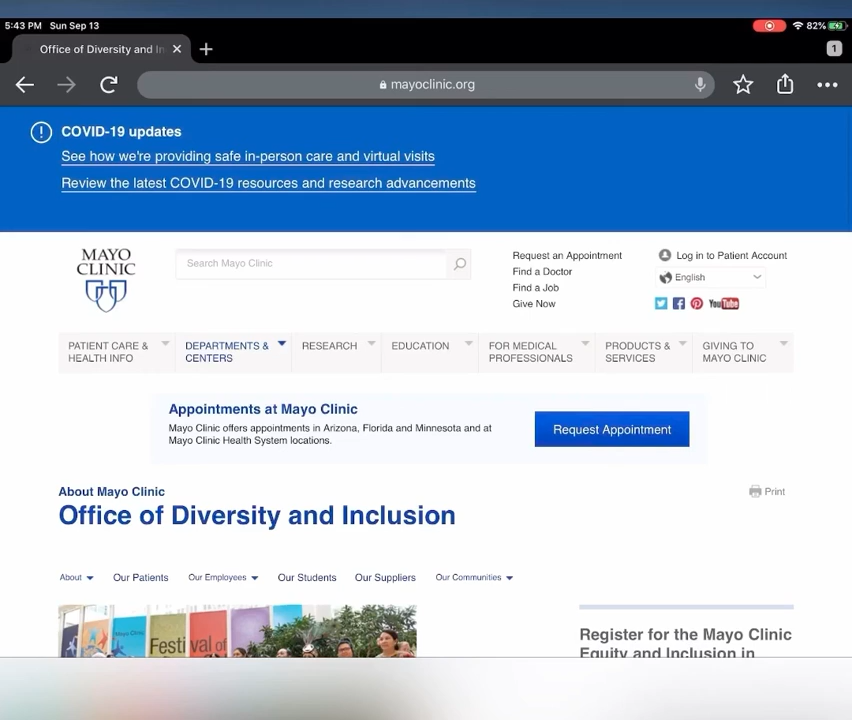 5:43 PM Sun Sep 13
82%
Office of Diversity and In
1
mayoclinic.org
COVID-19 updates
See how we're providing safe in-person care and virtual visits
Review the latest COVID-19 resources and research advancements
MAYO
CLINIC
Search Mayo Clinic
Request an Appointment
Find a Doctor
Find a Job
Give Now
Log in to Patient Account
English
YouTube
PATIENT CARE &
HEALTH INFO
DEPARTMENTS &
CENTERS
RESEARCH
EDUCATION
FOR MEDICAL
PROFESSIONALS
PRODUCTS &
SERVICES
GIVING TO
MAYO CLINIC
Appointments at Mayo Clinic
Mayo Clinic offers appointments in Arizona, Florida and Minnesota and at
Mayo Clinic Health System locations.
Request Appointment
About Mayo Clinic
Print
Office of Diversity and Inclusion
About
Our Patients
Our Employees
Our Students
Our Suppliers
Our Communities
Mayo Clinic
Festival of
Register for the Mayo Clinic
Equity and Inclusion in